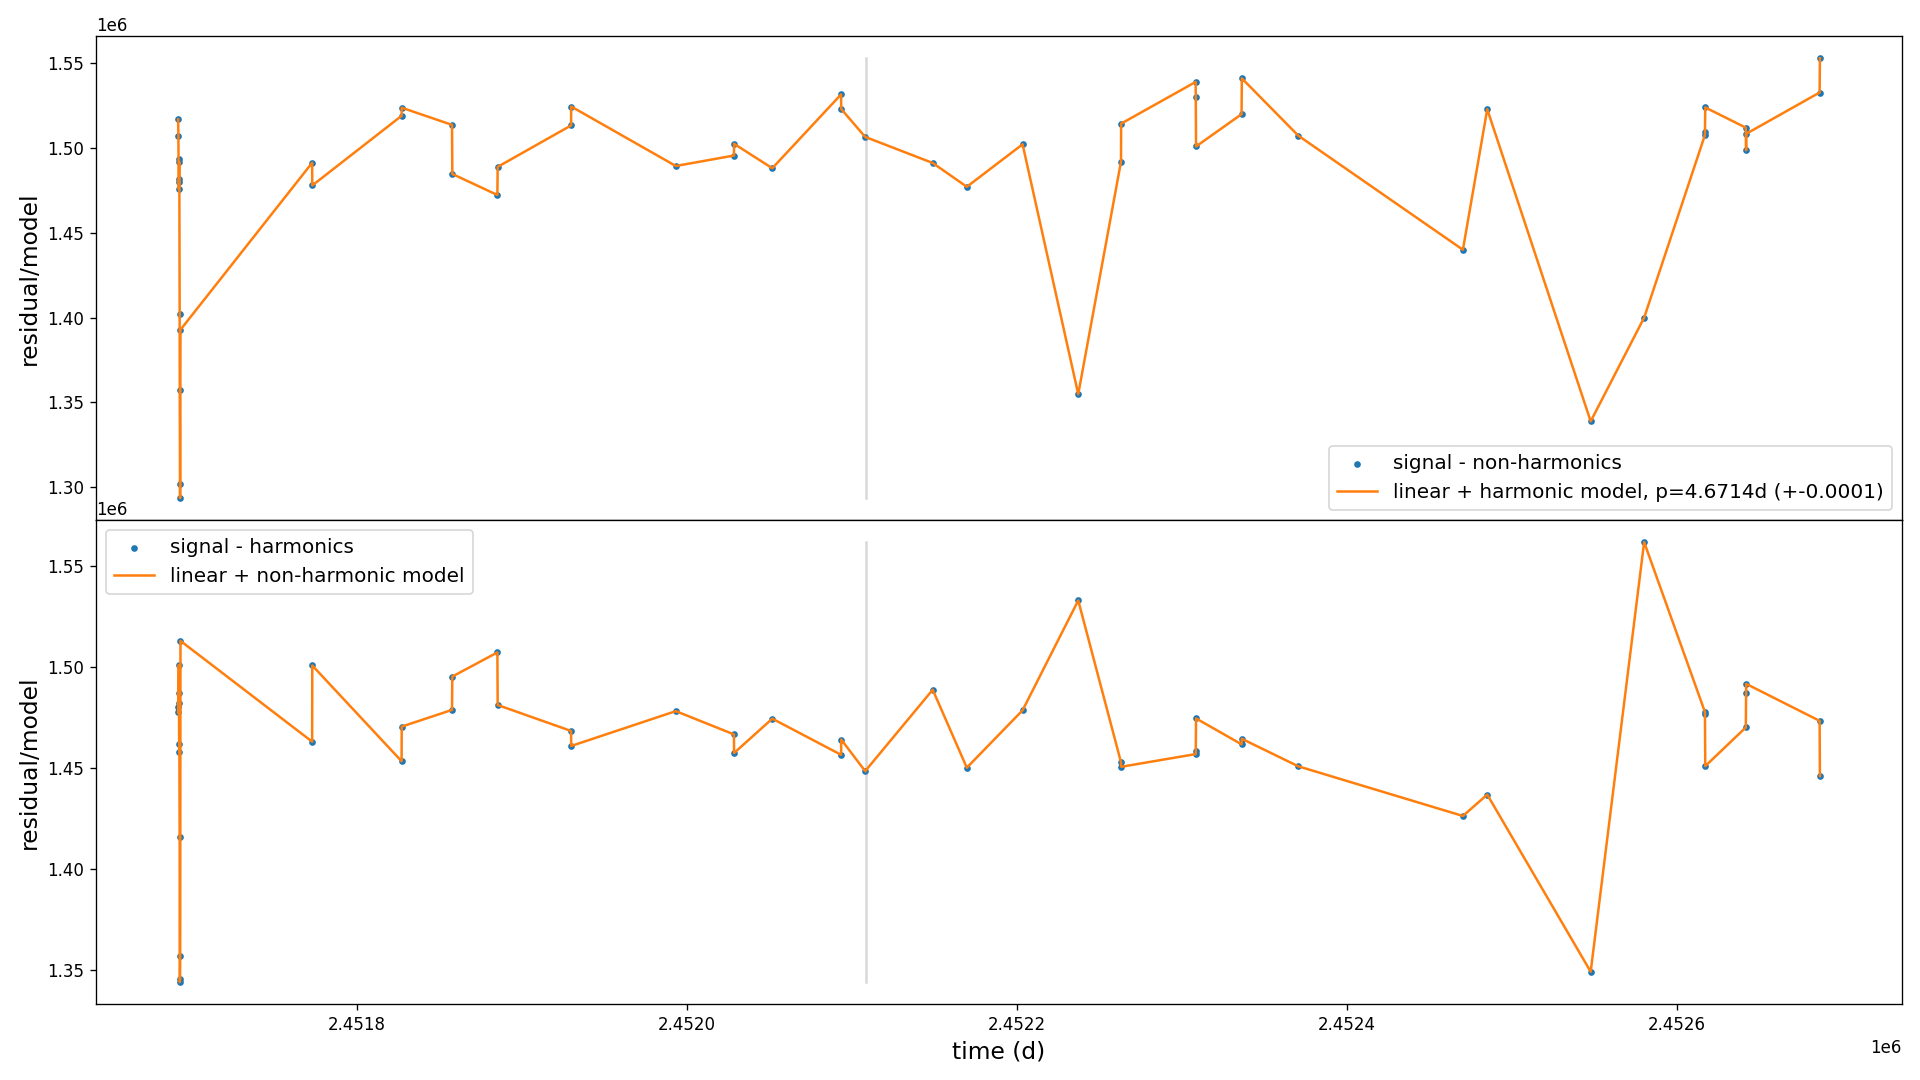 1e6
1.55
1.50
1.45
1.40
1.35
1.30
residual/model
signal - non-harmonics
linear + harmonic model, p=4.6714d (+-0.0001)
1e6
signal - harmonics
linear + non-harmonic model
1.55
1.50
1.45
1.40
1.35
residual/model
2.4518
2.4520
2.4522
2.4524
2.4526
time (d)
1e6